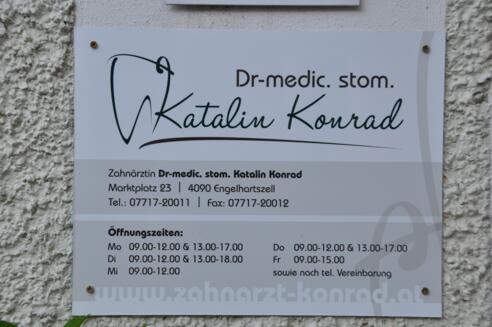 Dr-medic. stom.
Katalin Konrad
Zahnärztin Dr-medic. stom. Katalin Konrad
Marktplatz 23 | 4090 Engelhartszell
Tel.: 07717-20011 | Fax: 07717-20012
Öffnungszeiten:
Mo 09.00-12.00 & 13.00-17.00
Di 09.00-12.00 & 13.00-18.00
Mi 09.00-12.00
Do 09.00-12.00 & 13.00-17.00
Fr 09.00-15.00
sowie nach tel. Vereinbarung
www.zahnarzt-konrad.at